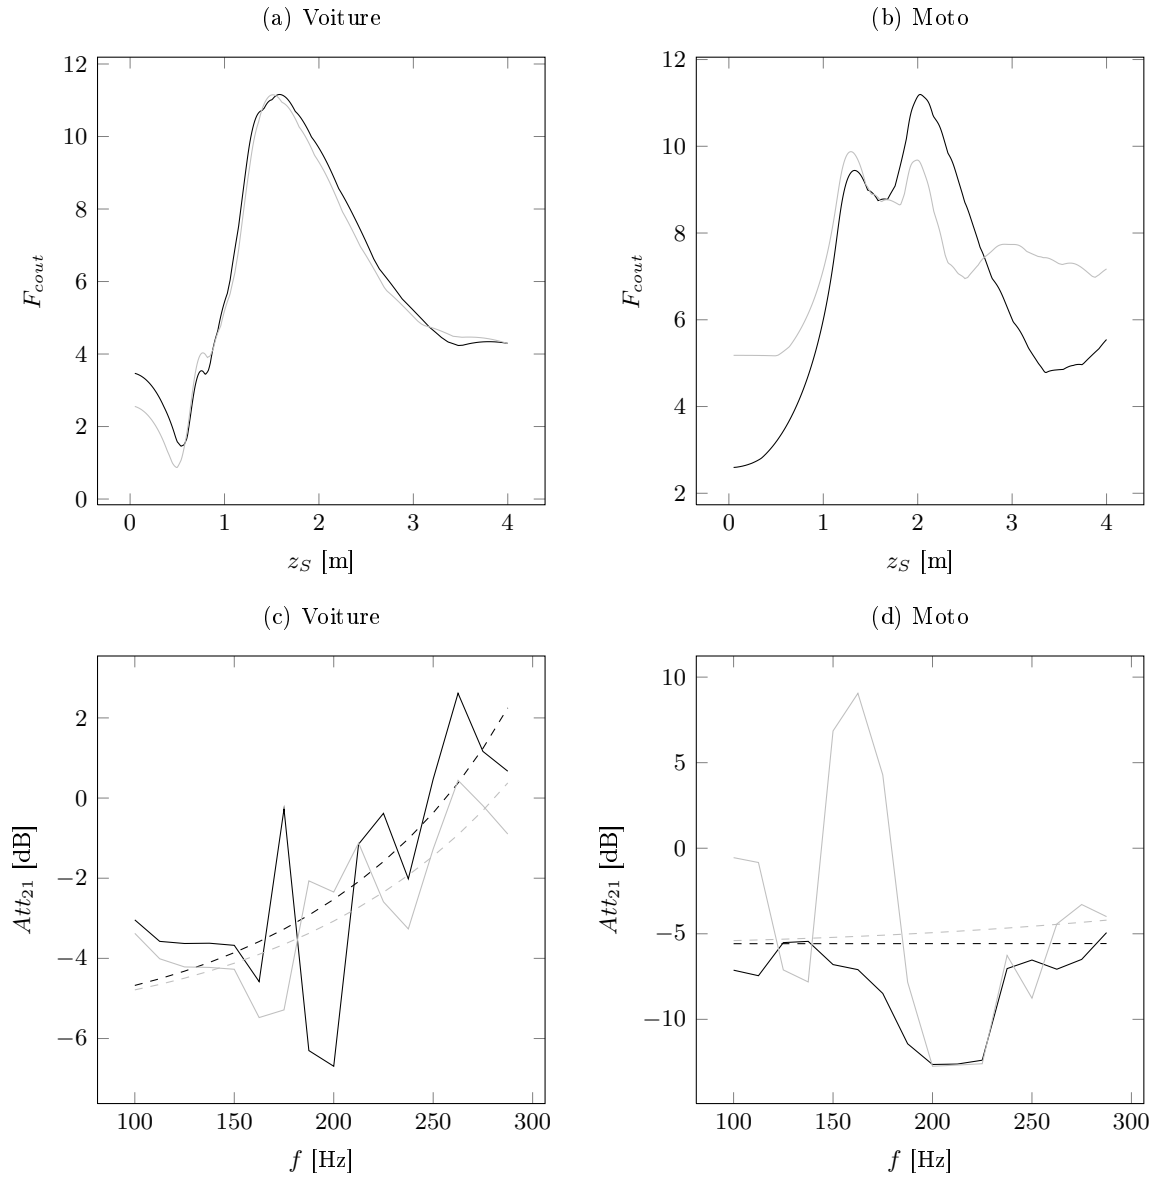 (a) Voiture
12
10
8
6
4
2
0
F_cout
0 1 2 3 4
z_S [m]
(b) Moto
12
10
8
6
4
2
F_cout
0 1 2 3 4
z_S [m]
(c) Voiture
2
0
−2
−4
−6
Att_21 [dB]
100 150 200 250 300
f [Hz]
(d) Moto
10
5
0
−5
−10
Att_21 [dB]
100 150 200 250 300
f [Hz]